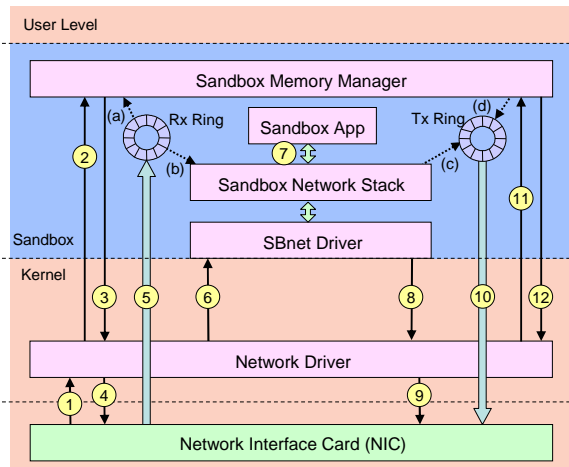 User Level
Sandbox Memory Manager
(a)
Rx Ring
Tx Ring
(d)
Sandbox App
2
7
(b)
(c)
Sandbox Network Stack
11
SBnet Driver
Sandbox
Kernel
3
5
6
8
10
12
Network Driver
1
4
9
Network Interface Card (NIC)